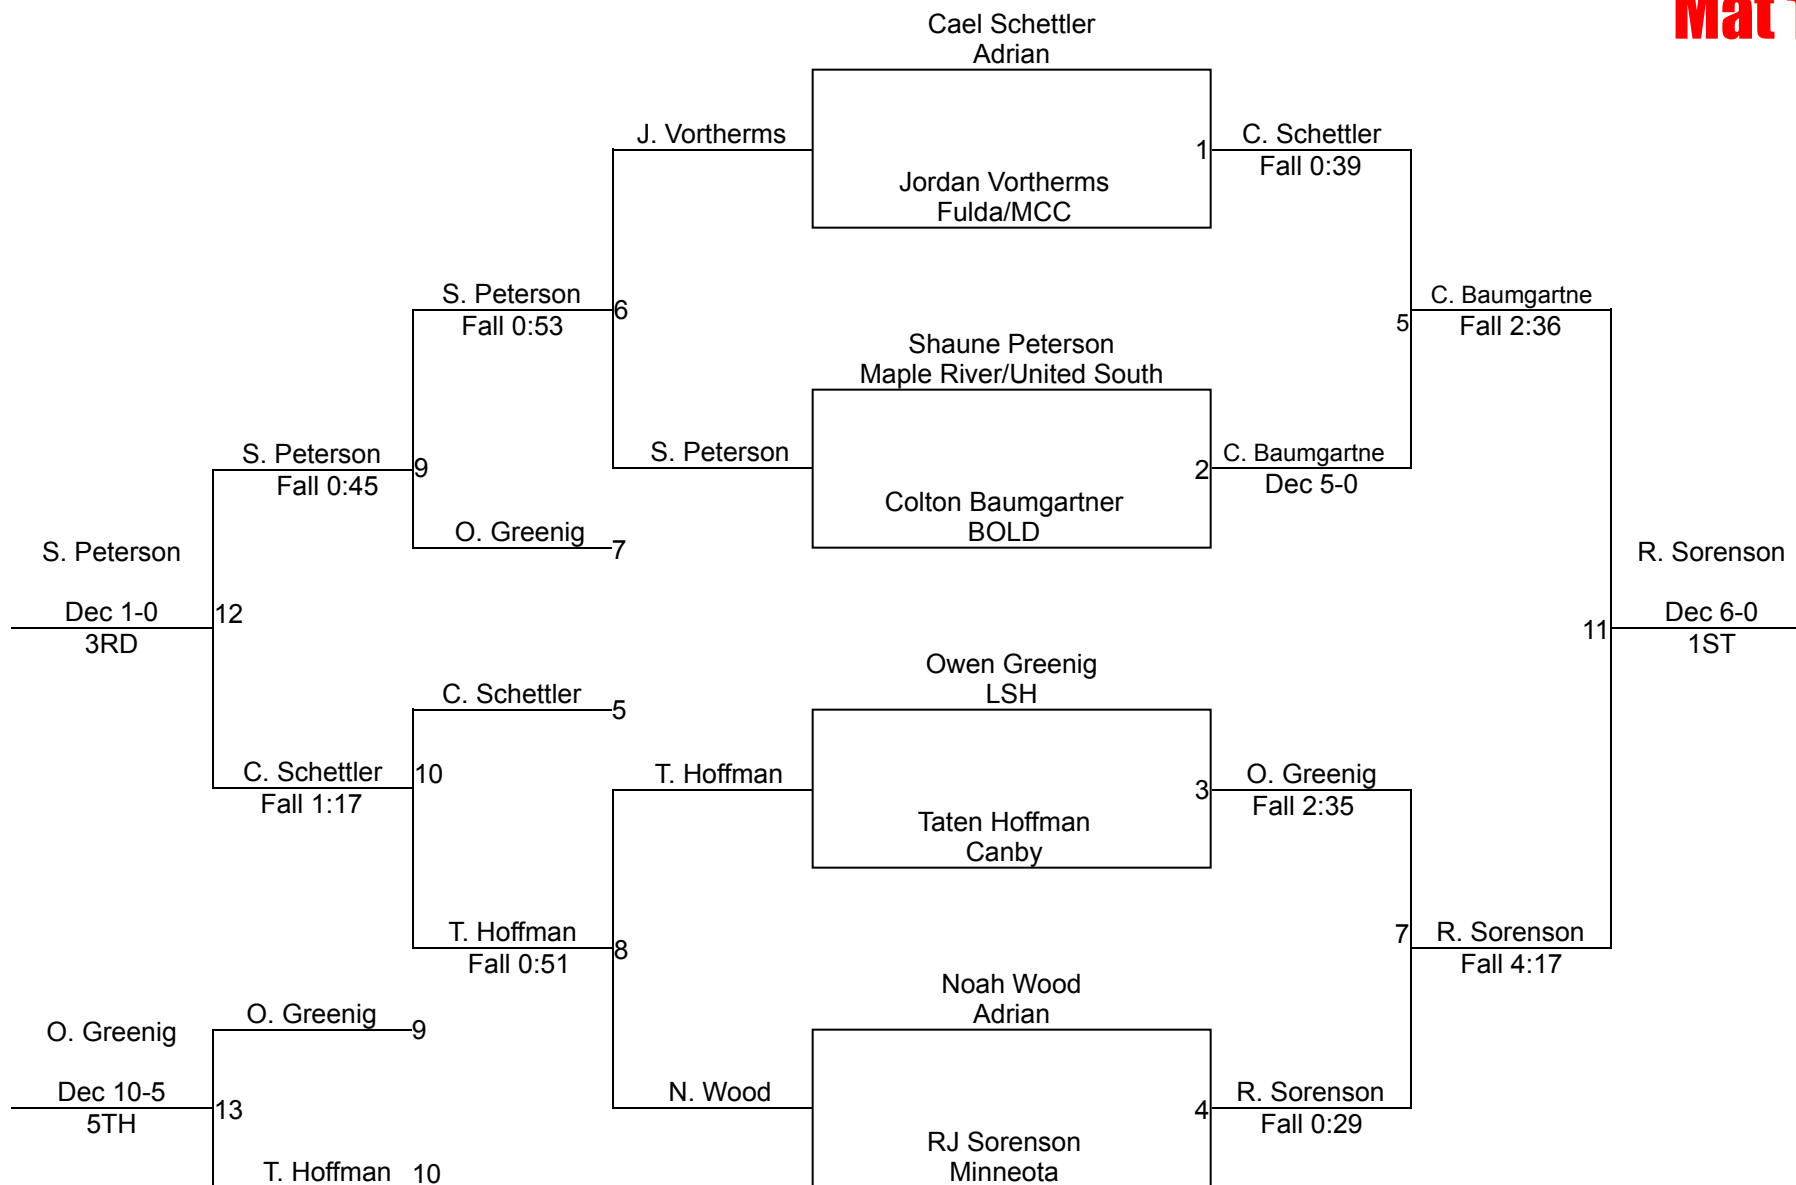 Mat
Cael Schettler
Adrian
J. Vortherms
1
C. Schettler
Fall 0:39
Jordan Vortherms
Fulda/MCC
S. Peterson
Fall 0:53
6
5
C. Baumgartne
Fall 2:36
Shaune Peterson
Maple River/United South
S. Peterson
Fall 0:45
9
S. Peterson
2
C. Baumgartne
Dec 5-0
Colton Baumgartner
BOLD
O. Greenig
7
S. Peterson
Dec 1-0
3RD
12
R. Sorenson
Dec 6-0
1ST
11
Owen Greenig
LSH
C. Schettler
5
C. Schettler
Fall 1:17
10
T. Hoffman
3
O. Greenig
Fall 2:35
Taten Hoffman
Canby
T. Hoffman
Fall 0:51
8
7
R. Sorenson
Fall 4:17
Noah Wood
Adrian
O. Greenig
9
O. Greenig
Dec 10-5
5TH
13
N. Wood
4
R. Sorenson
Fall 0:29
RJ Sorenson
Minneota
T. Hoffman 10